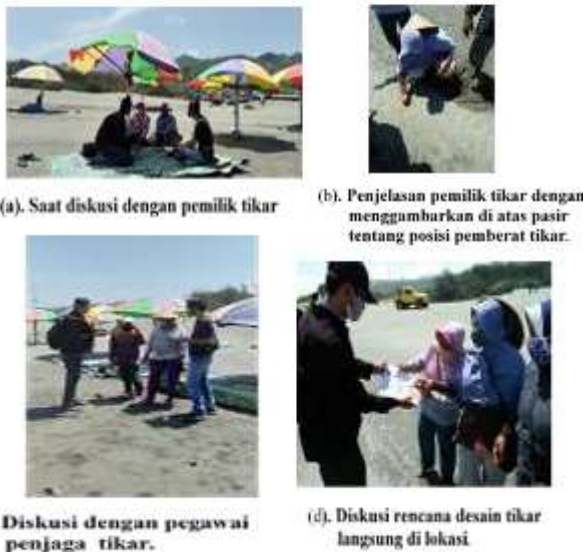 (a). Saat diskusi dengan pemilik tikar
(b). Penjelasan pemilik tikar dengan
menggambarkan di atas pasir
tentang posisi pemberat tikar.
Diskusi dengan pegawai
penjaga tikar.
(d). Diskusi rencana desain tikar
langsung di lokasi